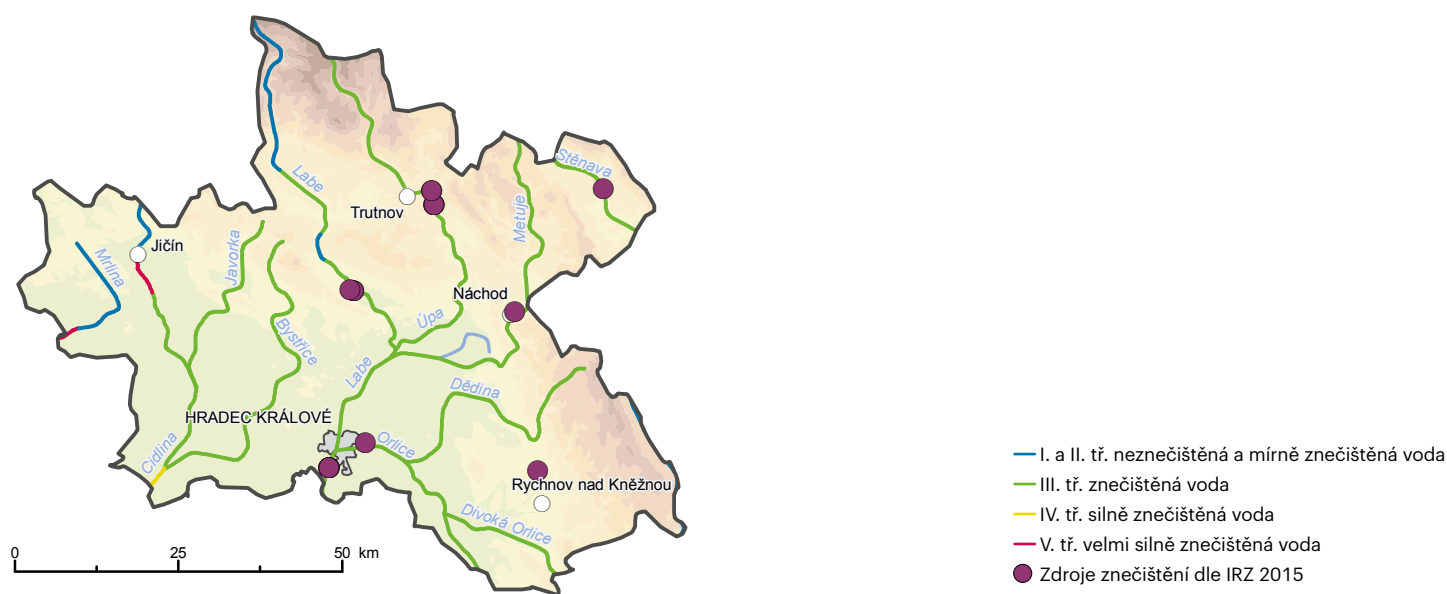 Stěnava
Labe
Trutnov
Metuje
Jičín
Mrlina
Javorka
Náchod
Úpa
Bystřice
Labe
Dědina
HRADEC KRÁLOVÉ
Orlice
Cidlina
Rychnov nad Kněžnou
Divoká Orlice
0 25 50 km
I. a II. tř. neznečištěná a mírně znečištěná voda
III. tř. znečištěná voda
IV. tř. silně znečištěná voda
V. tř. velmi silně znečištěná voda
Zdroje znečištění dle IRZ 2015